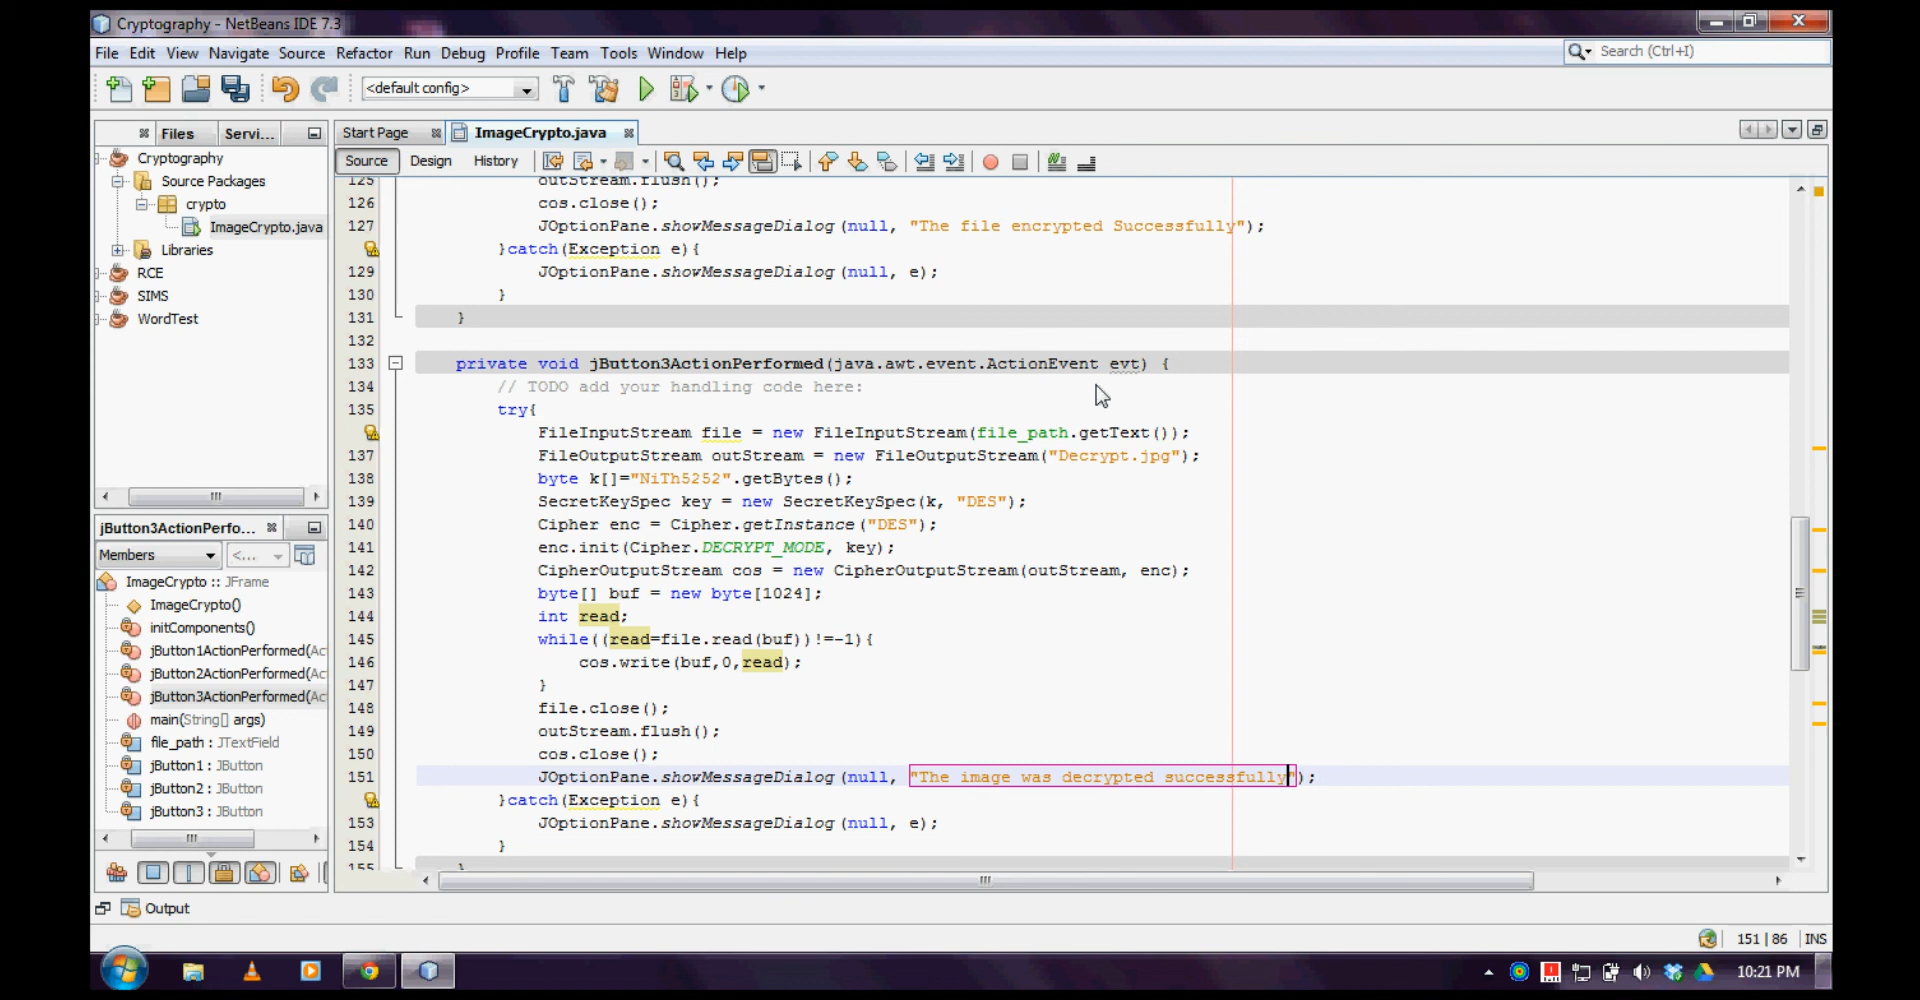 Cryptography - NetBeans IDE 7.3
File Edit View Navigate Source Refactor Run Debug Profile Team Tools Window Help
Search (Ctrl+I)
<default config>
Files Servi...
Start Page ImageCrypto.java
Source Design History
Cryptography
Source Packages
crypto
ImageCrypto.java
Libraries
RCE
SIMS
WordTest
125 outStream.flush();
126 cos.close();
127 JOptionPane.showMessageDialog(null, "The file encrypted Successfully");
}catch(Exception e){
129 JOptionPane.showMessageDialog(null, e);
130 }
131 }
132
133 private void jButton3ActionPerformed(java.awt.event.ActionEvent evt) {
134 // TODO add your handling code here:
135 try{
FileInputStream file = new FileInputStream(file_path.getText());
137 FileOutputStream outStream = new FileOutputStream("Decrypt.jpg");
138 byte k[]="NiTh5252".getBytes();
139 SecretKeySpec key = new SecretKeySpec(k, "DES");
140 Cipher enc = Cipher.getInstance("DES");
141 enc.init(Cipher.DECRYPT_MODE, key);
142 CipherOutputStream cos = new CipherOutputStream(outStream, enc);
143 byte[] buf = new byte[1024];
144 int read;
145 while((read=file.read(buf))!=-1){
146 cos.write(buf,0,read);
147 }
148 file.close();
149 outStream.flush();
150 cos.close();
151 JOptionPane.showMessageDialog(null, "The image was decrypted successfully");
}catch(Exception e){
153 JOptionPane.showMessageDialog(null, e);
154 }
155 }
jButton3ActionPerfo...
Members <...
ImageCrypto :: JFrame
ImageCrypto()
initComponents()
jButton1ActionPerformed(Ac
jButton2ActionPerformed(Ac
jButton3ActionPerformed(Ac
main(String[] args)
file_path : JTextField
jButton1 : JButton
jButton2 : JButton
jButton3 : JButton
Output
151 | 86 INS
10:21 PM